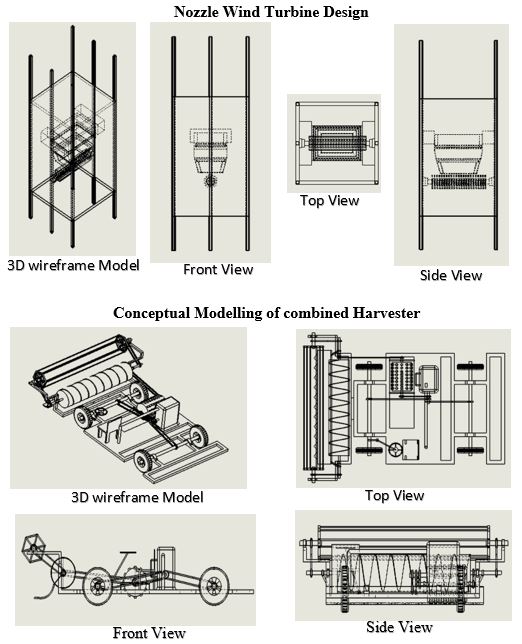 Nozzle Wind Turbine Design
3D wireframe Model
Front View
Top View
Side View
Conceptual Modelling of combined Harvester
3D wireframe Model
Top View
Front View
Side View